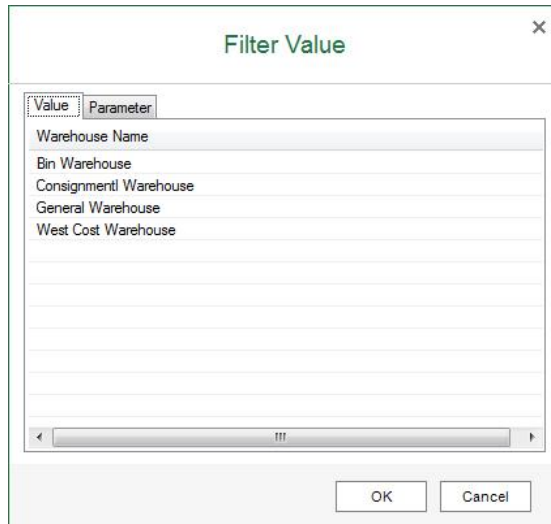 Filter Value
Value Parameter
Warehouse Name
Bin Warehouse
Consignmentl Warehouse
General Warehouse
West Cost Warehouse
OK Cancel